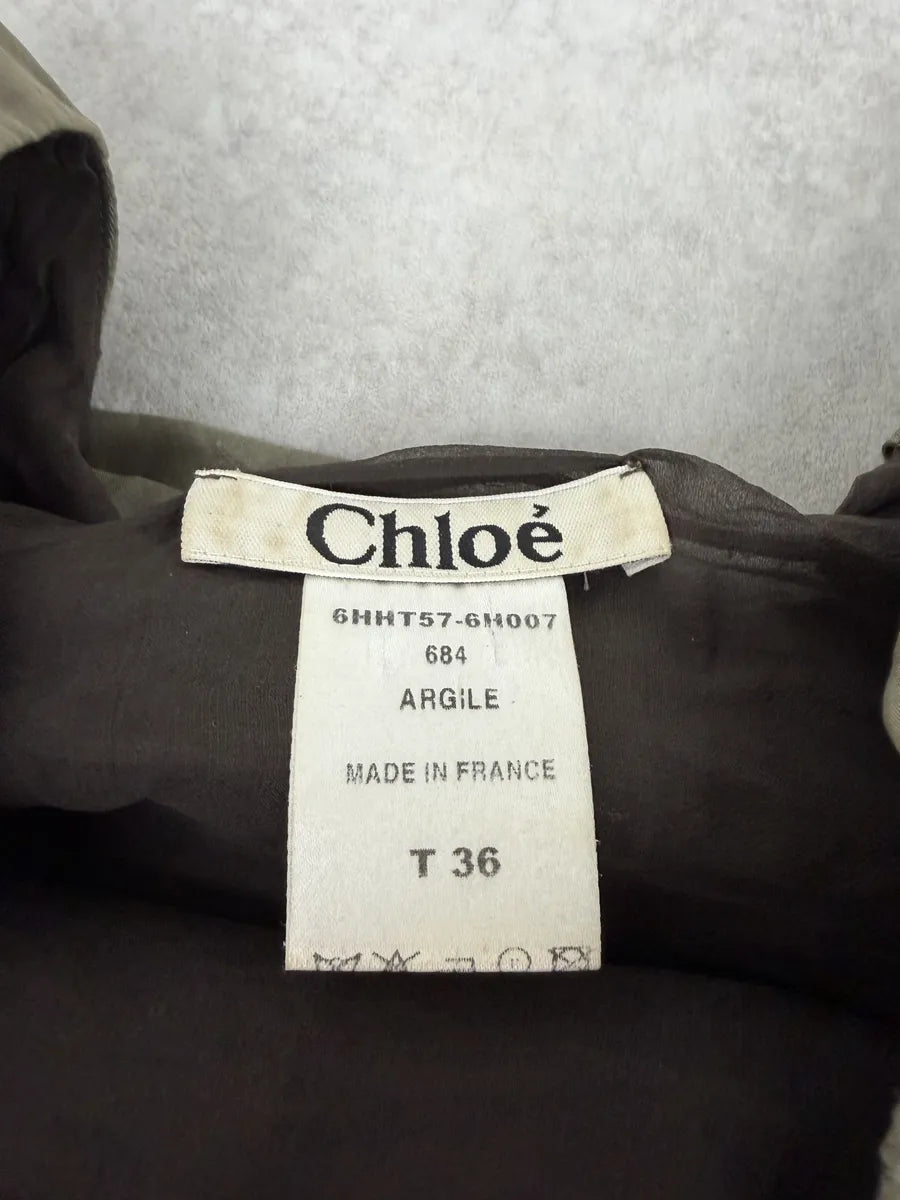 Chloé
6HHT57-6H007
684
ARGILE
MADE IN FRANCE
T 36